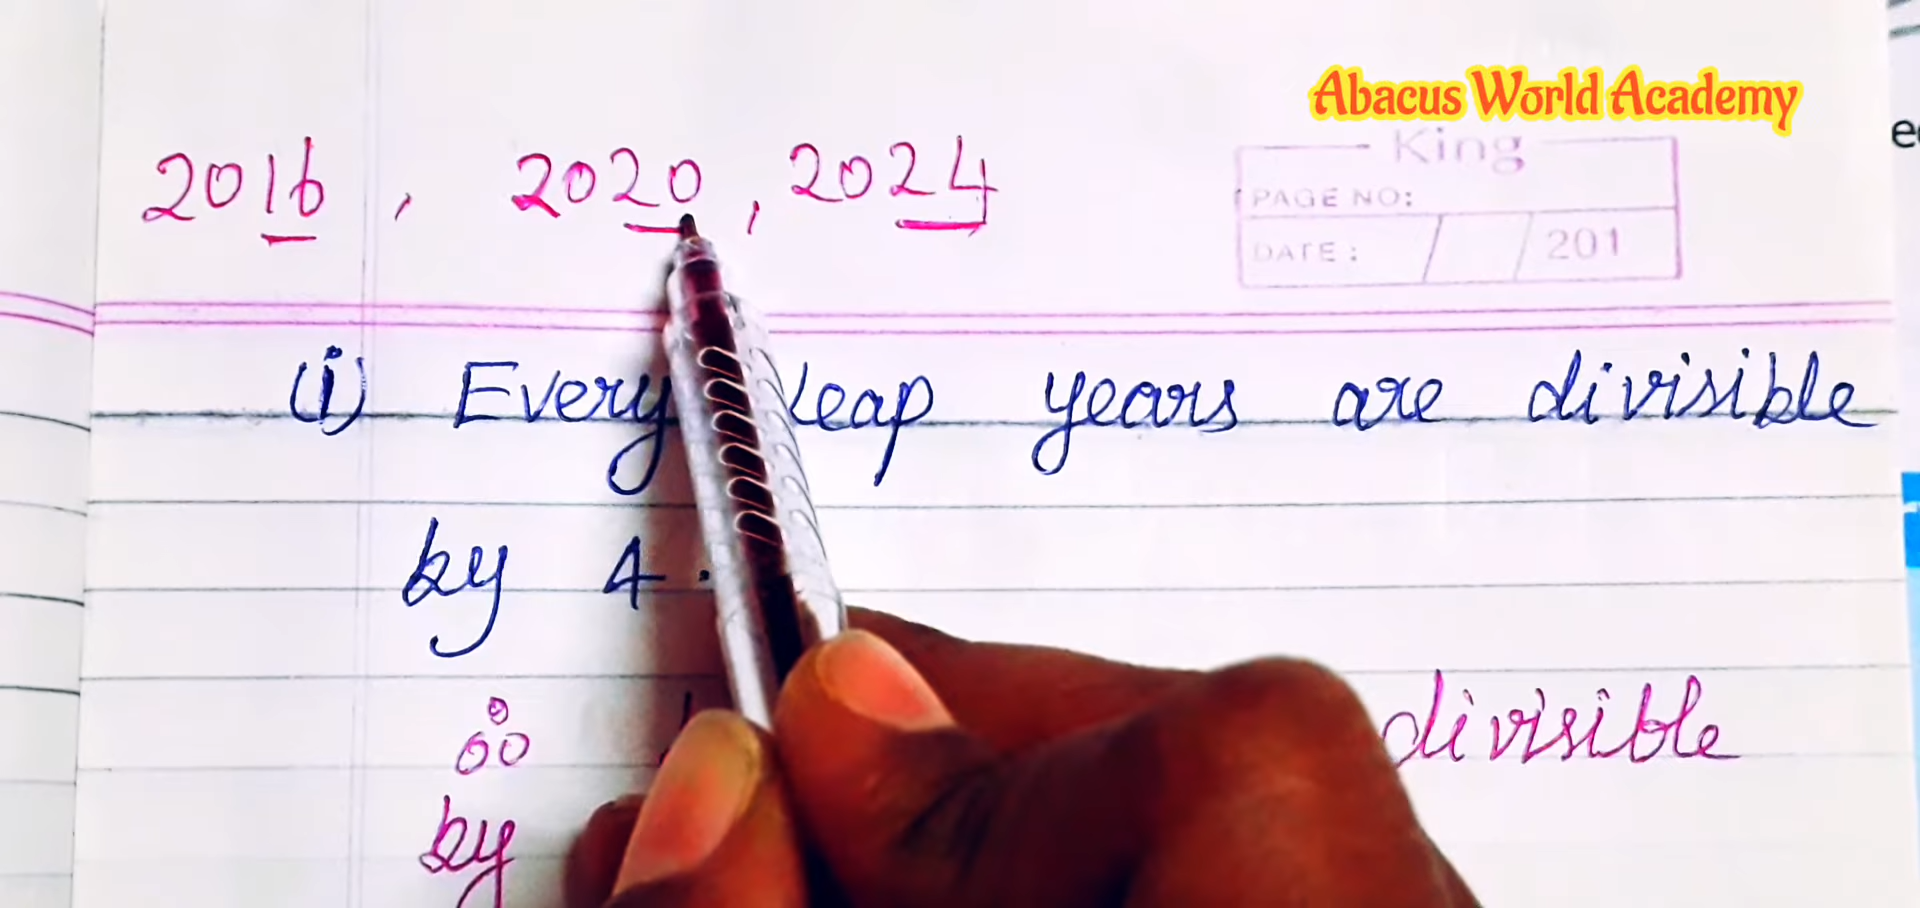 Abacus World Academy
2016, 2020, 2024
King
PAGE NO:
DATE: / / 201
(i) Every leap years are divisible
by 4.
∴ divisible
by